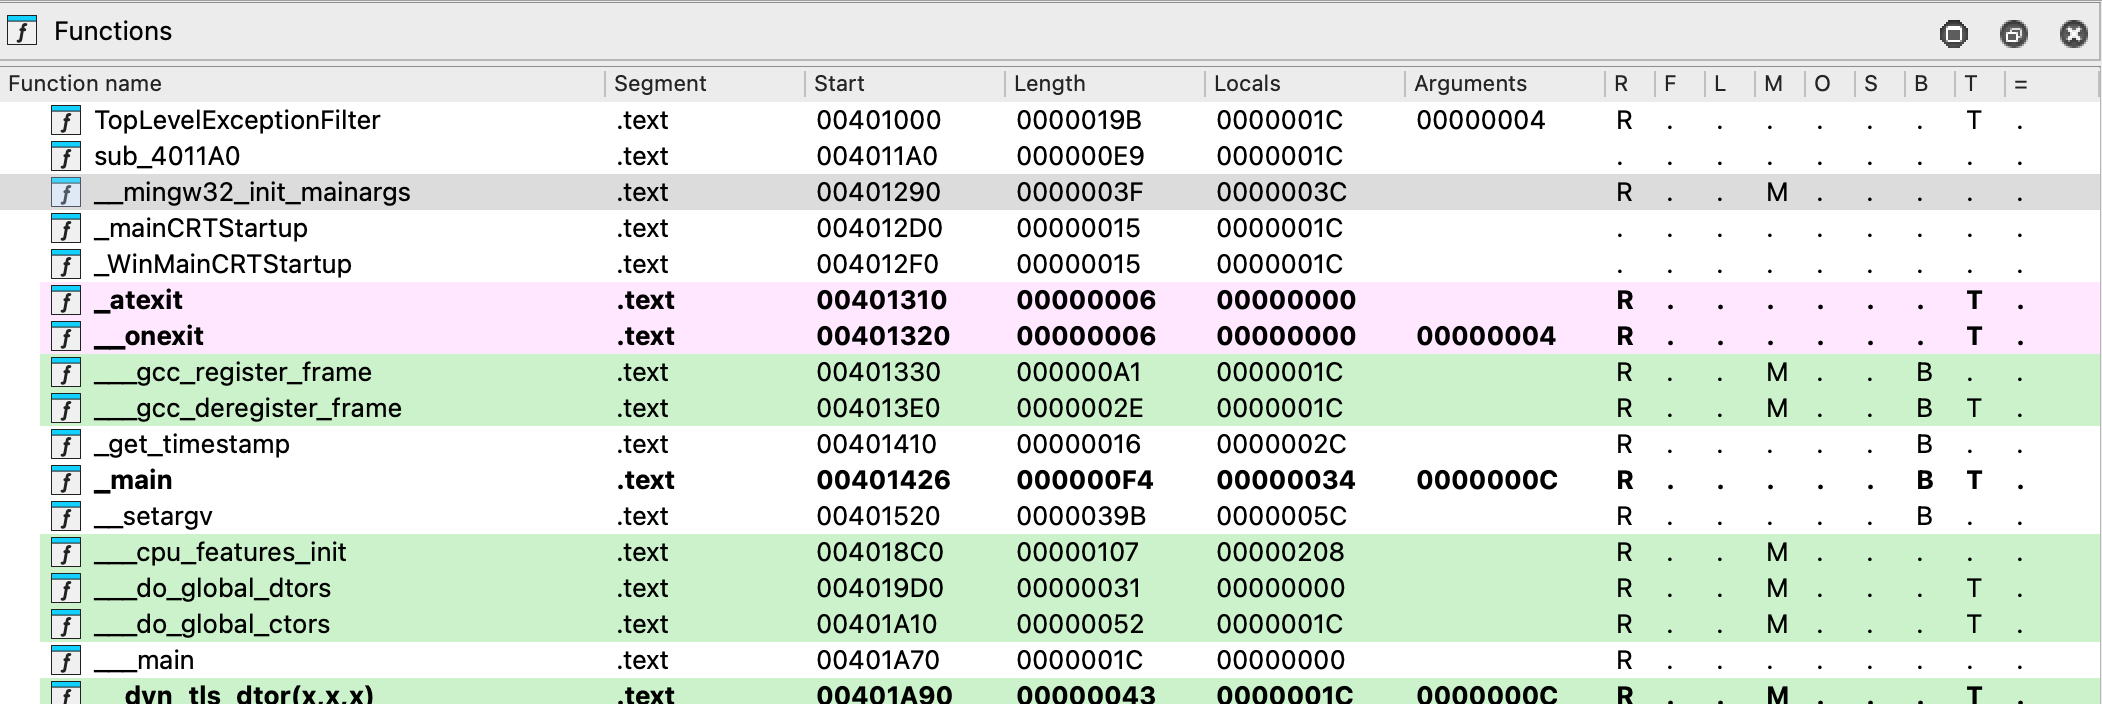 Functions
Function name Segment Start Length Locals Arguments R F L M O S B T =
TopLevelExceptionFilter .text 00401000 0000019B 0000001C 00000004 R . . . . . . T .
sub_4011A0 .text 004011A0 000000E9 0000001C . . . . . . . . .
__mingw32_init_mainargs .text 00401290 0000003F 0000003C R . . M . . . . .
_mainCRTStartup .text 004012D0 00000015 0000001C . . . . . . . . .
_WinMainCRTStartup .text 004012F0 00000015 0000001C . . . . . . . . .
_atexit .text 00401310 00000006 00000000 R . . . . . . T .
__onexit .text 00401320 00000006 00000000 00000004 R . . . . . . T .
___gcc_register_frame .text 00401330 000000A1 0000001C R . . M . . B . .
___gcc_deregister_frame .text 004013E0 0000002E 0000001C R . . M . . B T .
_get_timestamp .text 00401410 00000016 0000002C R . . . . . B . .
_main .text 00401426 000000F4 00000034 0000000C R . . . . . B T .
__setargv .text 00401520 0000039B 0000005C R . . . . . B . .
___cpu_features_init .text 004018C0 00000107 00000208 R . . M . . . . .
___do_global_dtors .text 004019D0 00000031 00000000 R . . M . . . T .
___do_global_ctors .text 00401A10 00000052 0000001C R . . M . . . T .
___main .text 00401A70 0000001C 00000000 R . . . . . . . .
dyn_tls_dtor(x,x,x) .text 00401A90 00000043 0000001C 0000000C R . . M . . . T .